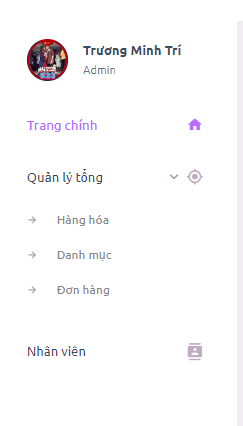 Trương Minh Trí
Admin
Trang chính
Quản lý tổng
Hàng hóa
Danh mục
Đơn hàng
Nhân viên